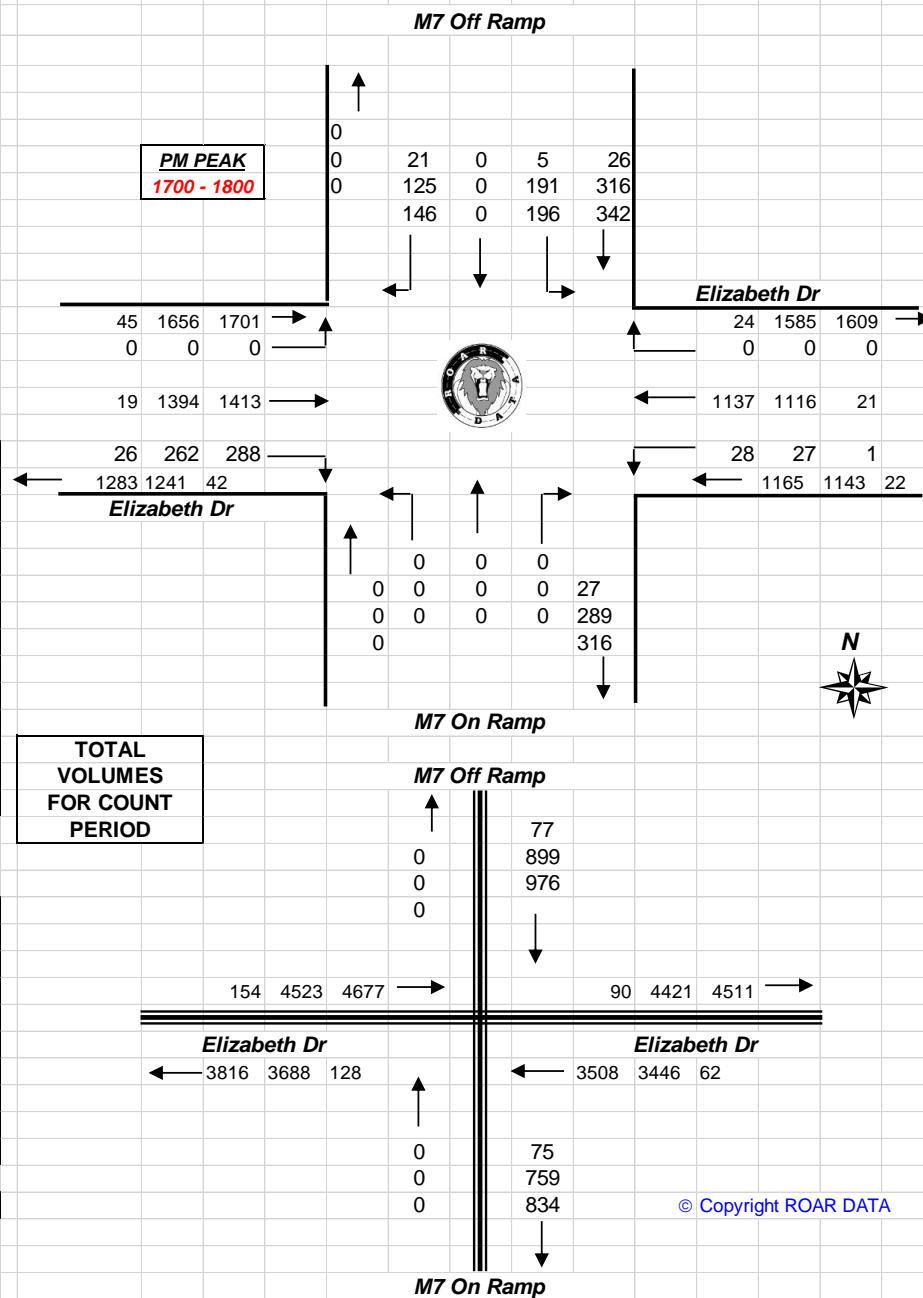 M7 Off Ramp
0
PM PEAK 0 21 0 5 26
1700 - 1800 0 125 0 191 316
146 0 196 342
Elizabeth Dr
45 1656 1701 24 1585 1609
0 0 0 0 0 0
ROAR DATA
19 1394 1413 1137 1116 21
26 262 288 28 27 1
1283 1241 42 1165 1143 22
Elizabeth Dr
0 0 0
0 0 0 0 27
0 0 0 0 289
0 316
N
M7 On Ramp
TOTAL
VOLUMES
FOR COUNT
PERIOD
M7 Off Ramp
77
0 899
0 976
0
154 4523 4677 90 4421 4511
Elizabeth Dr Elizabeth Dr
3816 3688 128 3508 3446 62
0 75
0 759
0 834
© Copyright ROAR DATA
M7 On Ramp